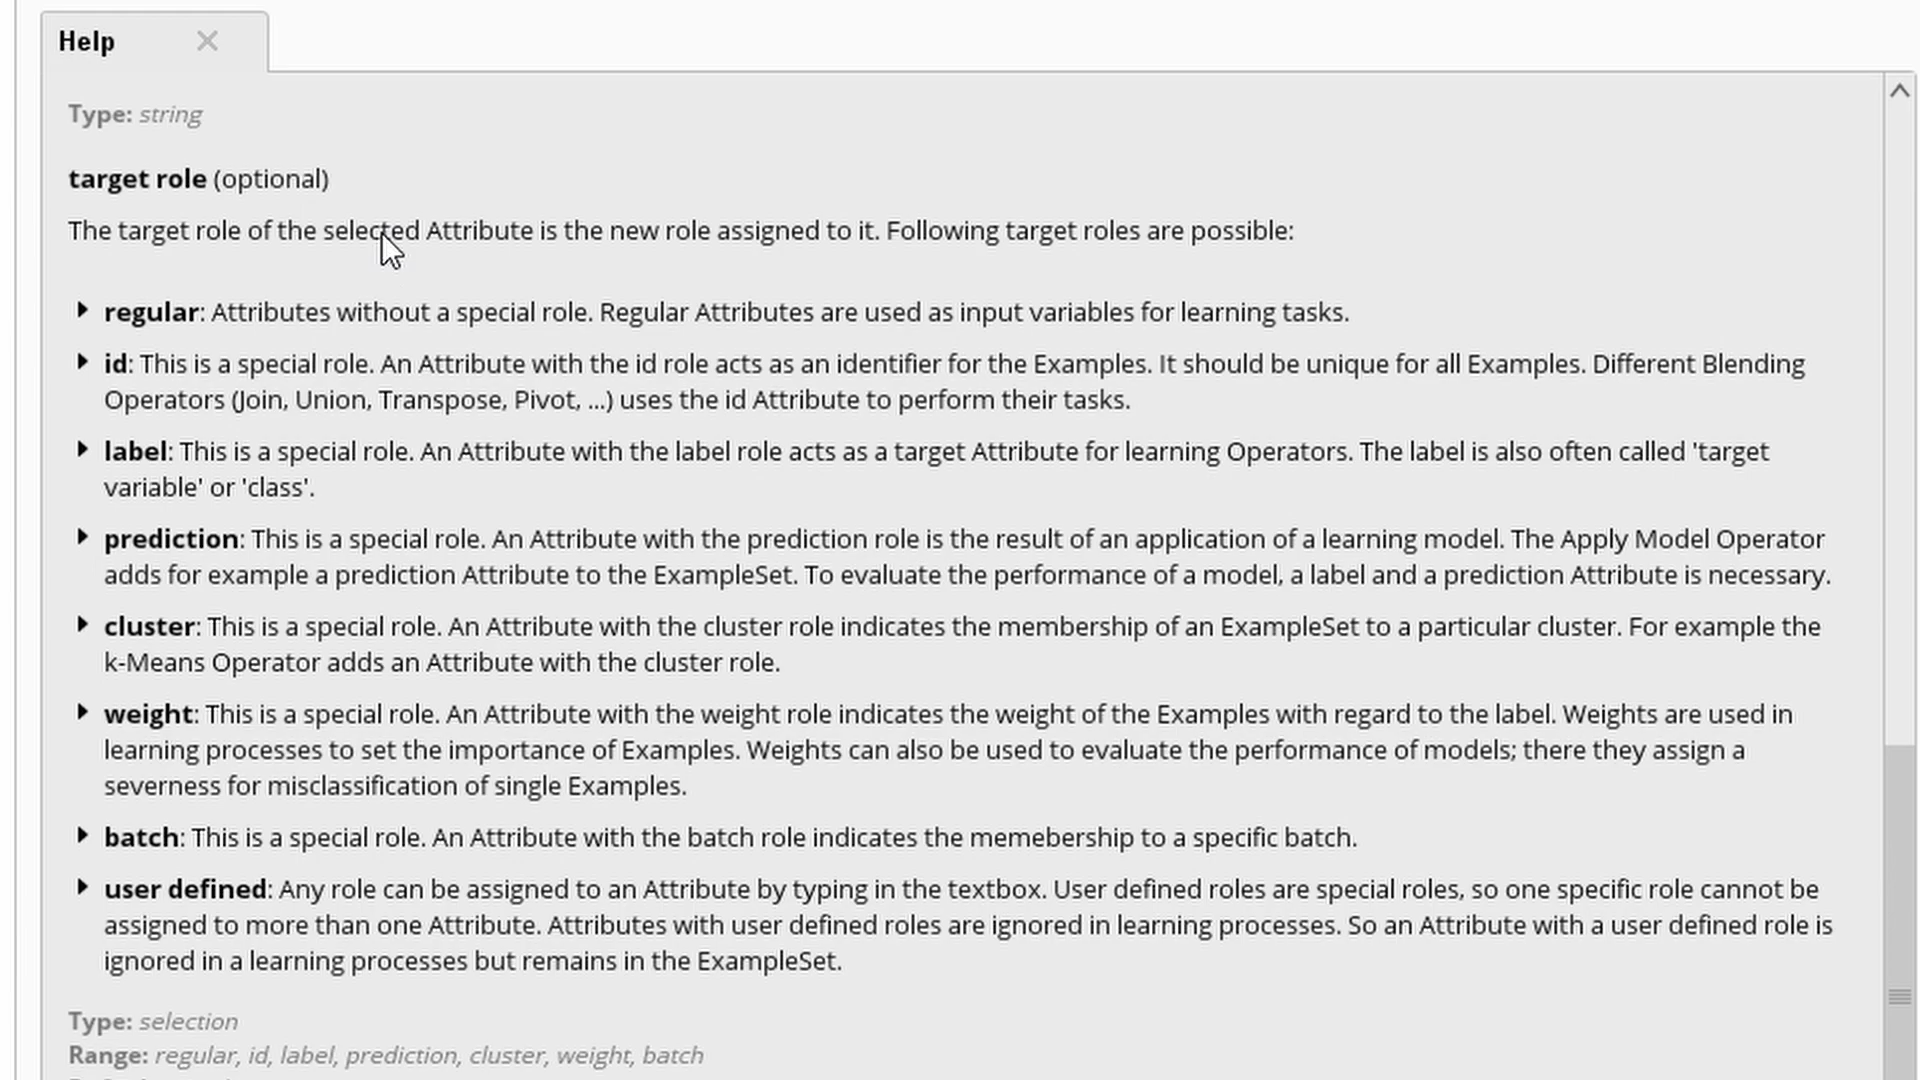 Help
Type: string
target role (optional)
The target role of the selected Attribute is the new role assigned to it. Following target roles are possible:
regular: Attributes without a special role. Regular Attributes are used as input variables for learning tasks.
id: This is a special role. An Attribute with the id role acts as an identifier for the Examples. It should be unique for all Examples. Different Blending
Operators (Join, Union, Transpose, Pivot, ...) uses the id Attribute to perform their tasks.
label: This is a special role. An Attribute with the label role acts as a target Attribute for learning Operators. The label is also often called 'target
variable' or 'class'.
prediction: This is a special role. An Attribute with the prediction role is the result of an application of a learning model. The Apply Model Operator
adds for example a prediction Attribute to the ExampleSet. To evaluate the performance of a model, a label and a prediction Attribute is necessary.
cluster: This is a special role. An Attribute with the cluster role indicates the membership of an ExampleSet to a particular cluster. For example the
k-Means Operator adds an Attribute with the cluster role.
weight: This is a special role. An Attribute with the weight role indicates the weight of the Examples with regard to the label. Weights are used in
learning processes to set the importance of Examples. Weights can also be used to evaluate the performance of models; there they assign a
severness for misclassification of single Examples.
batch: This is a special role. An Attribute with the batch role indicates the memebership to a specific batch.
user defined: Any role can be assigned to an Attribute by typing in the textbox. User defined roles are special roles, so one specific role cannot be
assigned to more than one Attribute. Attributes with user defined roles are ignored in learning processes. So an Attribute with a user defined role is
ignored in a learning processes but remains in the ExampleSet.
Type: selection
Range: regular, id, label, prediction, cluster, weight, batch